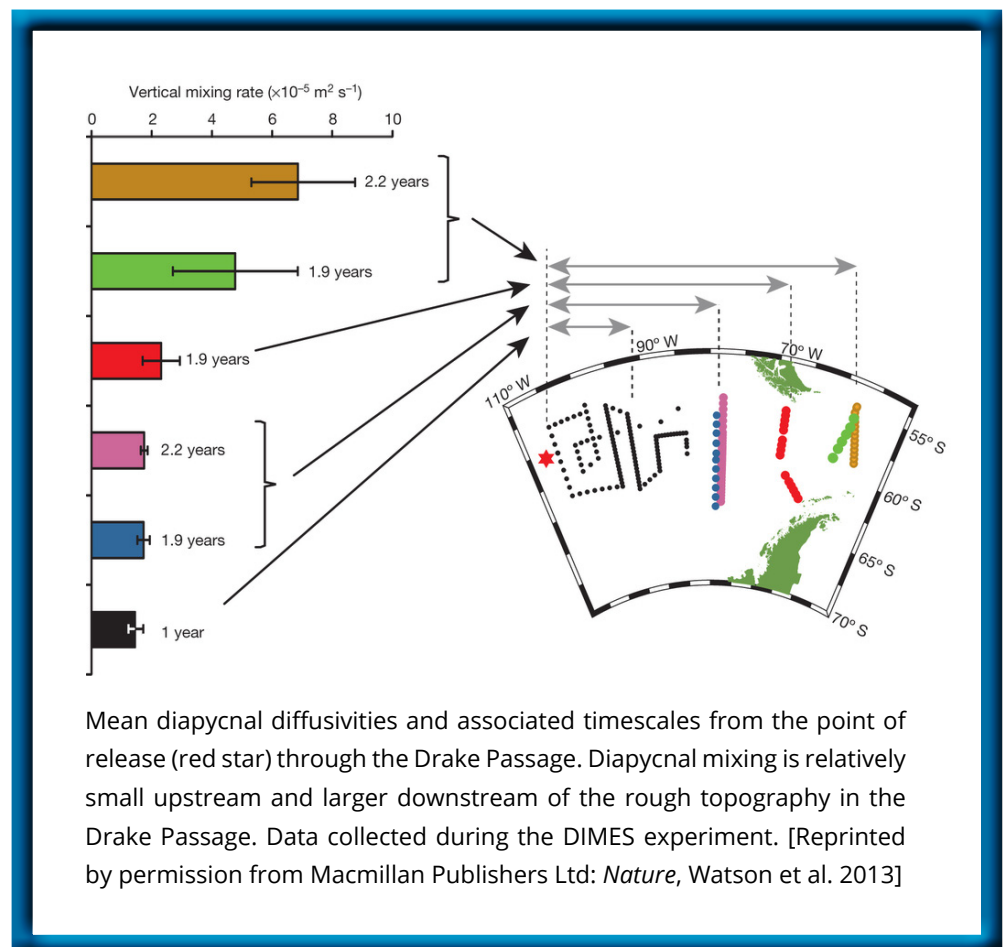 Vertical mixing rate (×10⁻⁵ m² s⁻¹)
0 2 4 6 8 10
2.2 years
1.9 years
1.9 years
2.2 years
1.9 years
1 year
110° W
90° W
70° W
55° S
60° S
65° S
70° S
Mean diapycnal diffusivities and associated timescales from the point of
release (red star) through the Drake Passage. Diapycnal mixing is relatively
small upstream and larger downstream of the rough topography in the
Drake Passage. Data collected during the DIMES experiment. [Reprinted
by permission from Macmillan Publishers Ltd: Nature, Watson et al. 2013]